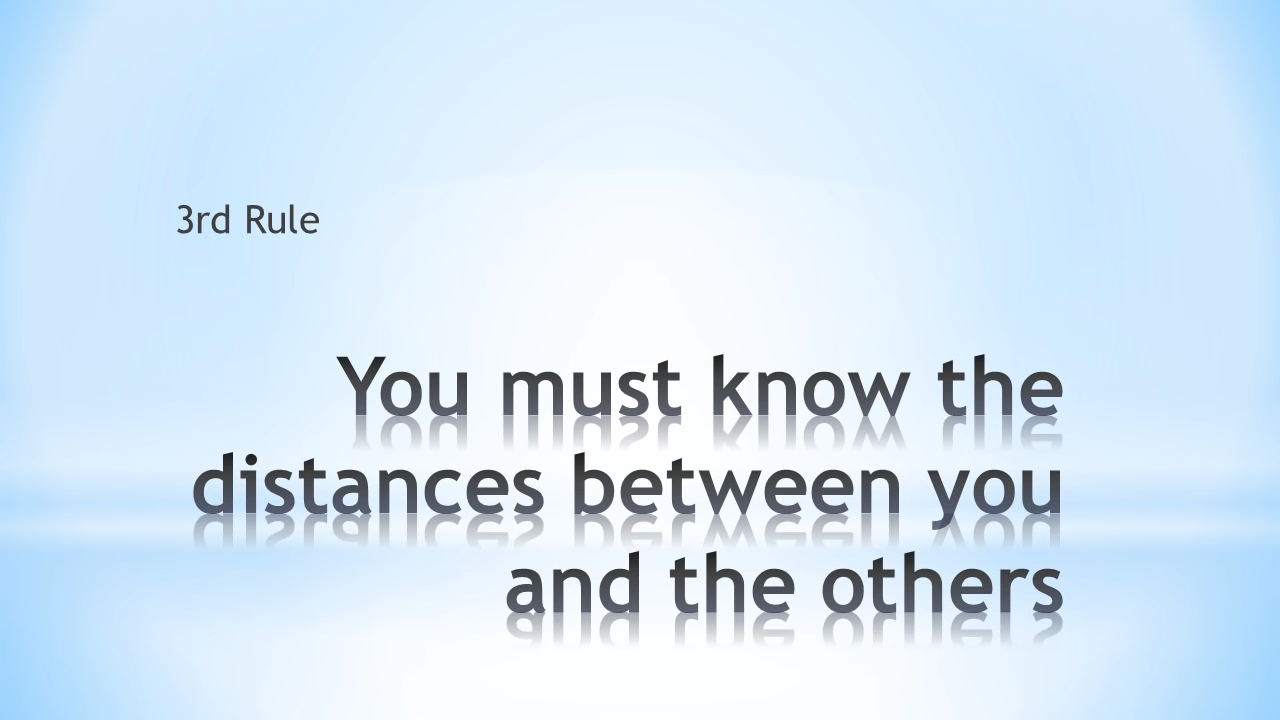 3rd Rule
You must know the
distances between you
and the others